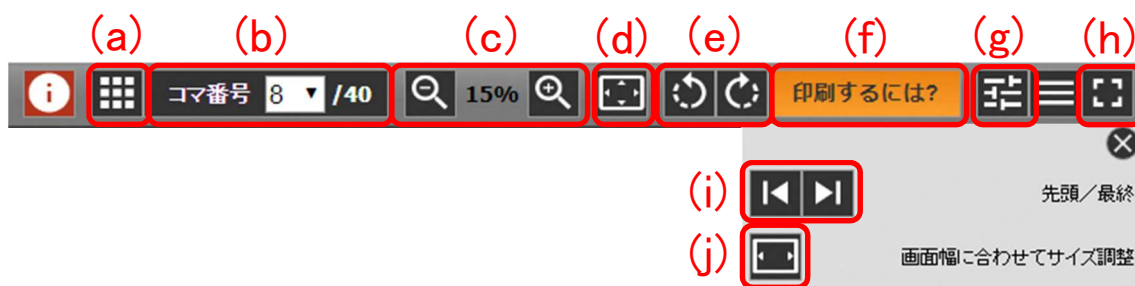 (a) (b) (c) (d) (e) (f) (g) (h)
i コマ番号 8 /40 15% 印刷するには?
(i) 先頭/最終
(j) 画面幅に合わせてサイズ調整